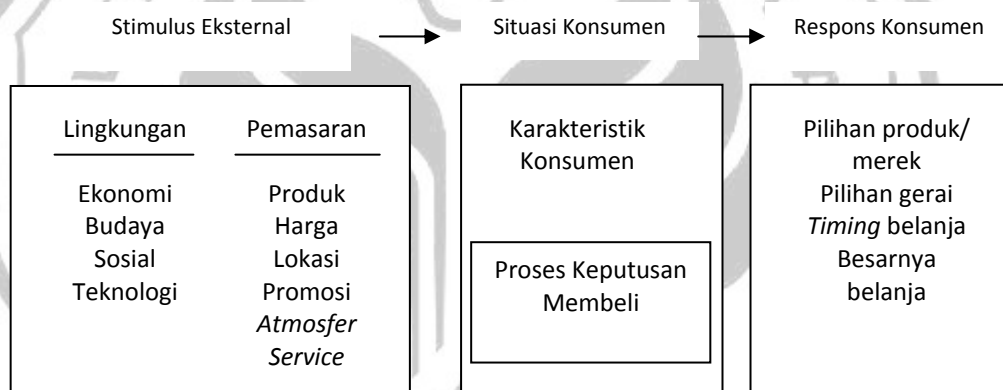 Stimulus Eksternal
Situasi Konsumen
Respons Konsumen
Lingkungan
Ekonomi
Budaya
Sosial
Teknologi
Pemasaran
Produk
Harga
Lokasi
Promosi
Atmosfer
Service
Karakteristik
Konsumen
Proses Keputusan
Membeli
Pilihan produk/
merek
Pilihan gerai
Timing belanja
Besarnya
belanja